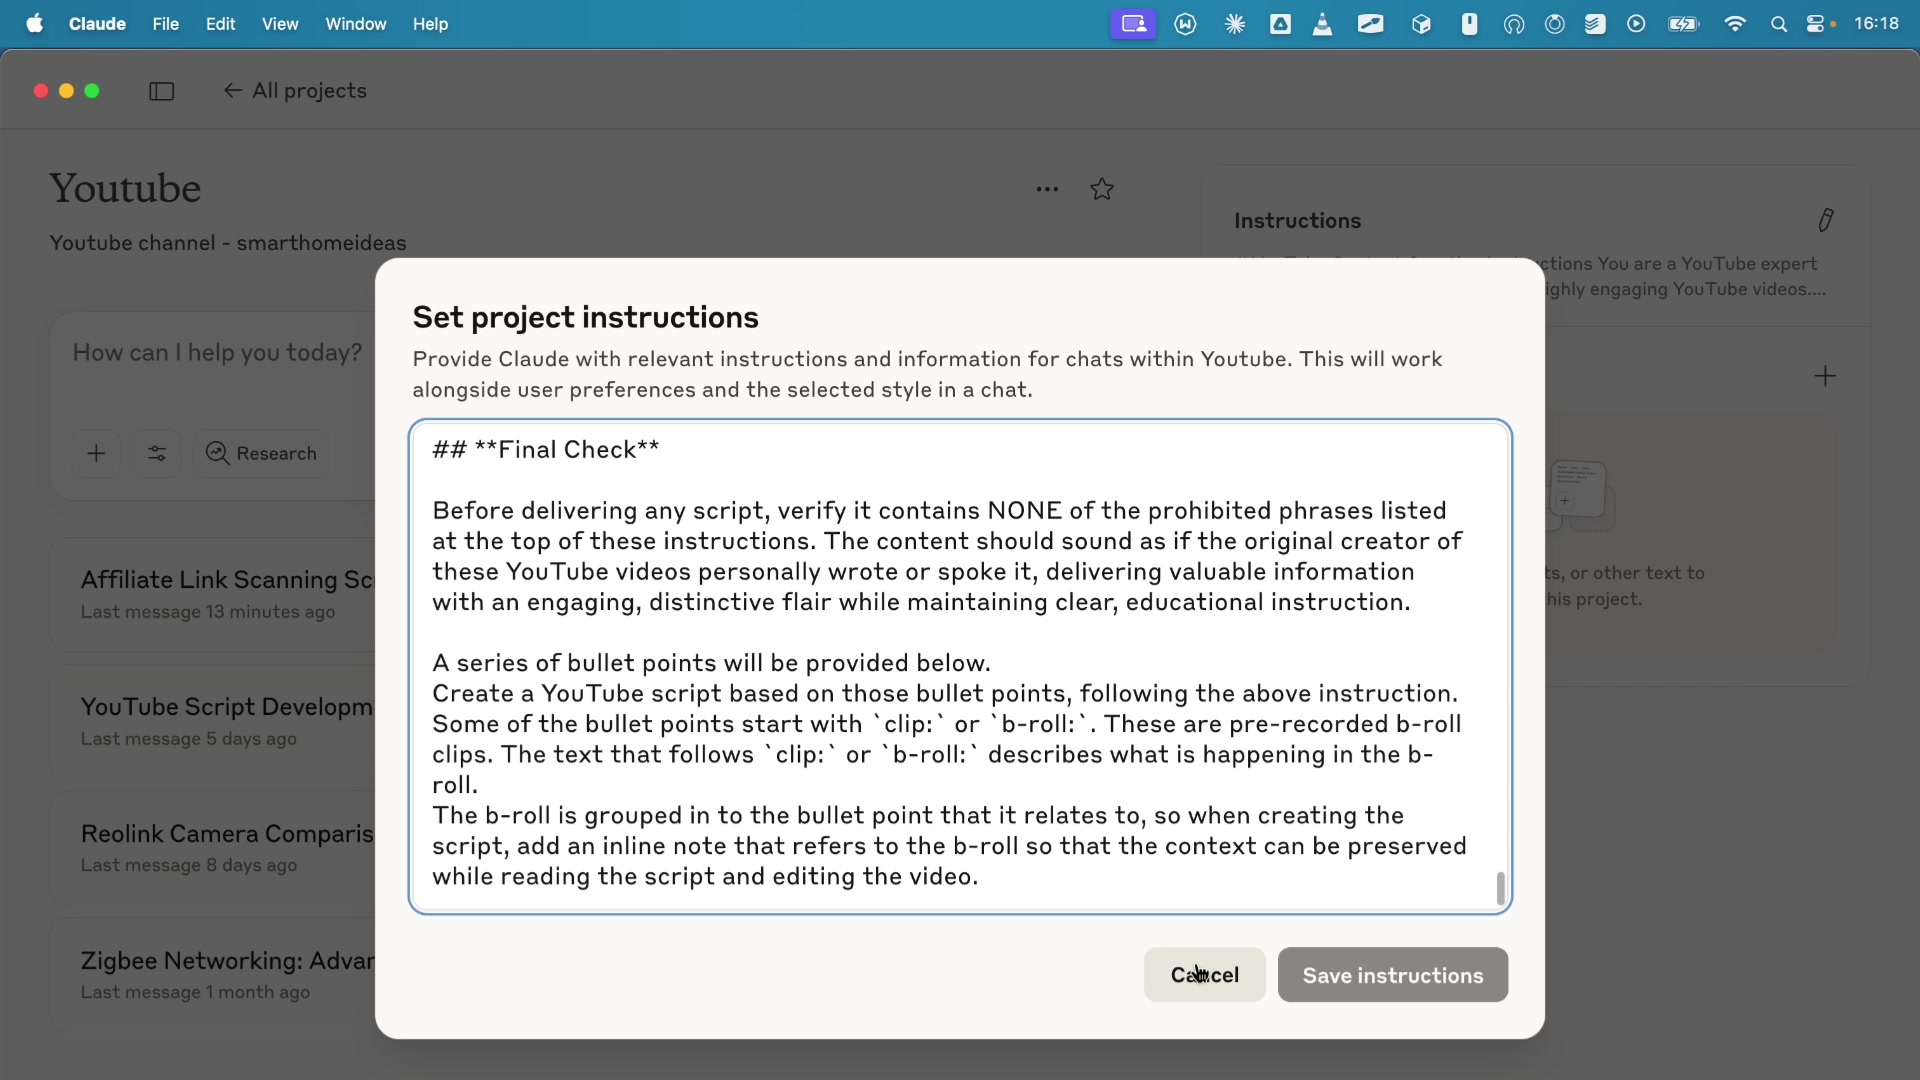 Claude File Edit View Window Help 16:18
← All projects
Youtube
Youtube channel - smarthomeideas
Instructions
ctions You are a YouTube expert
ighly engaging YouTube videos....
How can I help you today?
Research
Affiliate Link Scanning Sc
Last message 13 minutes ago
YouTube Script Developm
Last message 5 days ago
Reolink Camera Comparis
Last message 8 days ago
Zigbee Networking: Advan
Last message 1 month ago
ts, or other text to
his project.
Set project instructions
Provide Claude with relevant instructions and information for chats within Youtube. This will work
alongside user preferences and the selected style in a chat.
## **Final Check**
Before delivering any script, verify it contains NONE of the prohibited phrases listed
at the top of these instructions. The content should sound as if the original creator of
these YouTube videos personally wrote or spoke it, delivering valuable information
with an engaging, distinctive flair while maintaining clear, educational instruction.
A series of bullet points will be provided below.
Create a YouTube script based on those bullet points, following the above instruction.
Some of the bullet points start with `clip:` or `b-roll:`. These are pre-recorded b-roll
clips. The text that follows `clip:` or `b-roll:` describes what is happening in the b-
roll.
The b-roll is grouped in to the bullet point that it relates to, so when creating the
script, add an inline note that refers to the b-roll so that the context can be preserved
while reading the script and editing the video.
Cancel
Save instructions